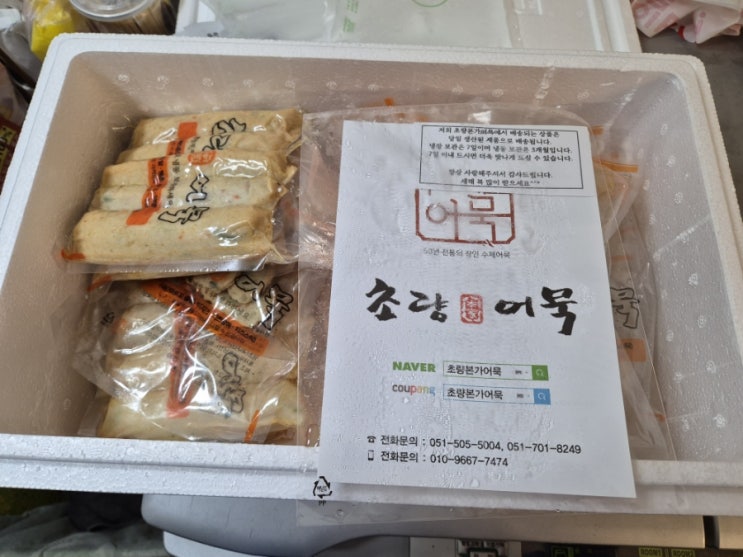 저희 초량본가어묵에서 배송되는 상품은
당일 생산된 제품으로 배송됩니다.
냉장 보관은 7일이며 냉동 보관은 3개월입니다.
7일 이내 드시면 더욱 맛나게 드실 수 있습니다.
항상 사랑해주셔서 감사드립니다.
새해 복 많이 받으세요~^^
어묵
50년 전통의 장인 수제어묵
초량 어묵
NAVER 초량본가어묵
coupang 초량본가어묵
전화문의 : 051-505-5004, 051-701-8249
전화문의 : 010-9667-7474
어묵
어묵